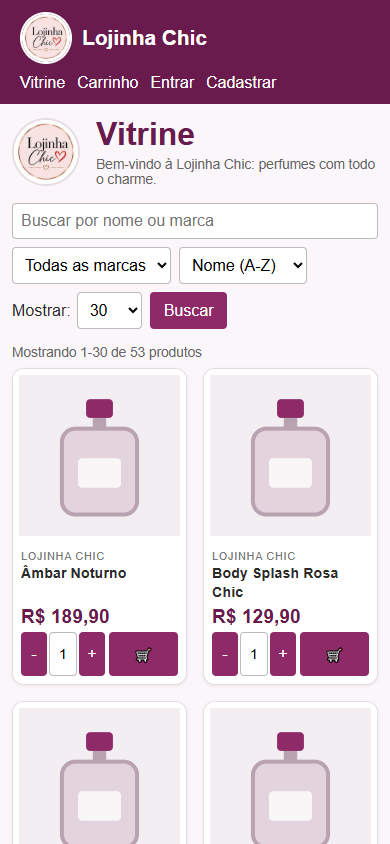 Lojinha
Chic
Lojinha Chic
Vitrine Carrinho Entrar Cadastrar
Lojinha
Chic
Vitrine
Bem-vindo à Lojinha Chic: perfumes com todo
o charme.
Buscar por nome ou marca
Todas as marcas Nome (A-Z)
Mostrar: 30 Buscar
Mostrando 1-30 de 53 produtos
LOJINHA CHIC
Âmbar Noturno
R$ 189,90
- 1 +
LOJINHA CHIC
Body Splash Rosa
Chic
R$ 129,90
- 1 +